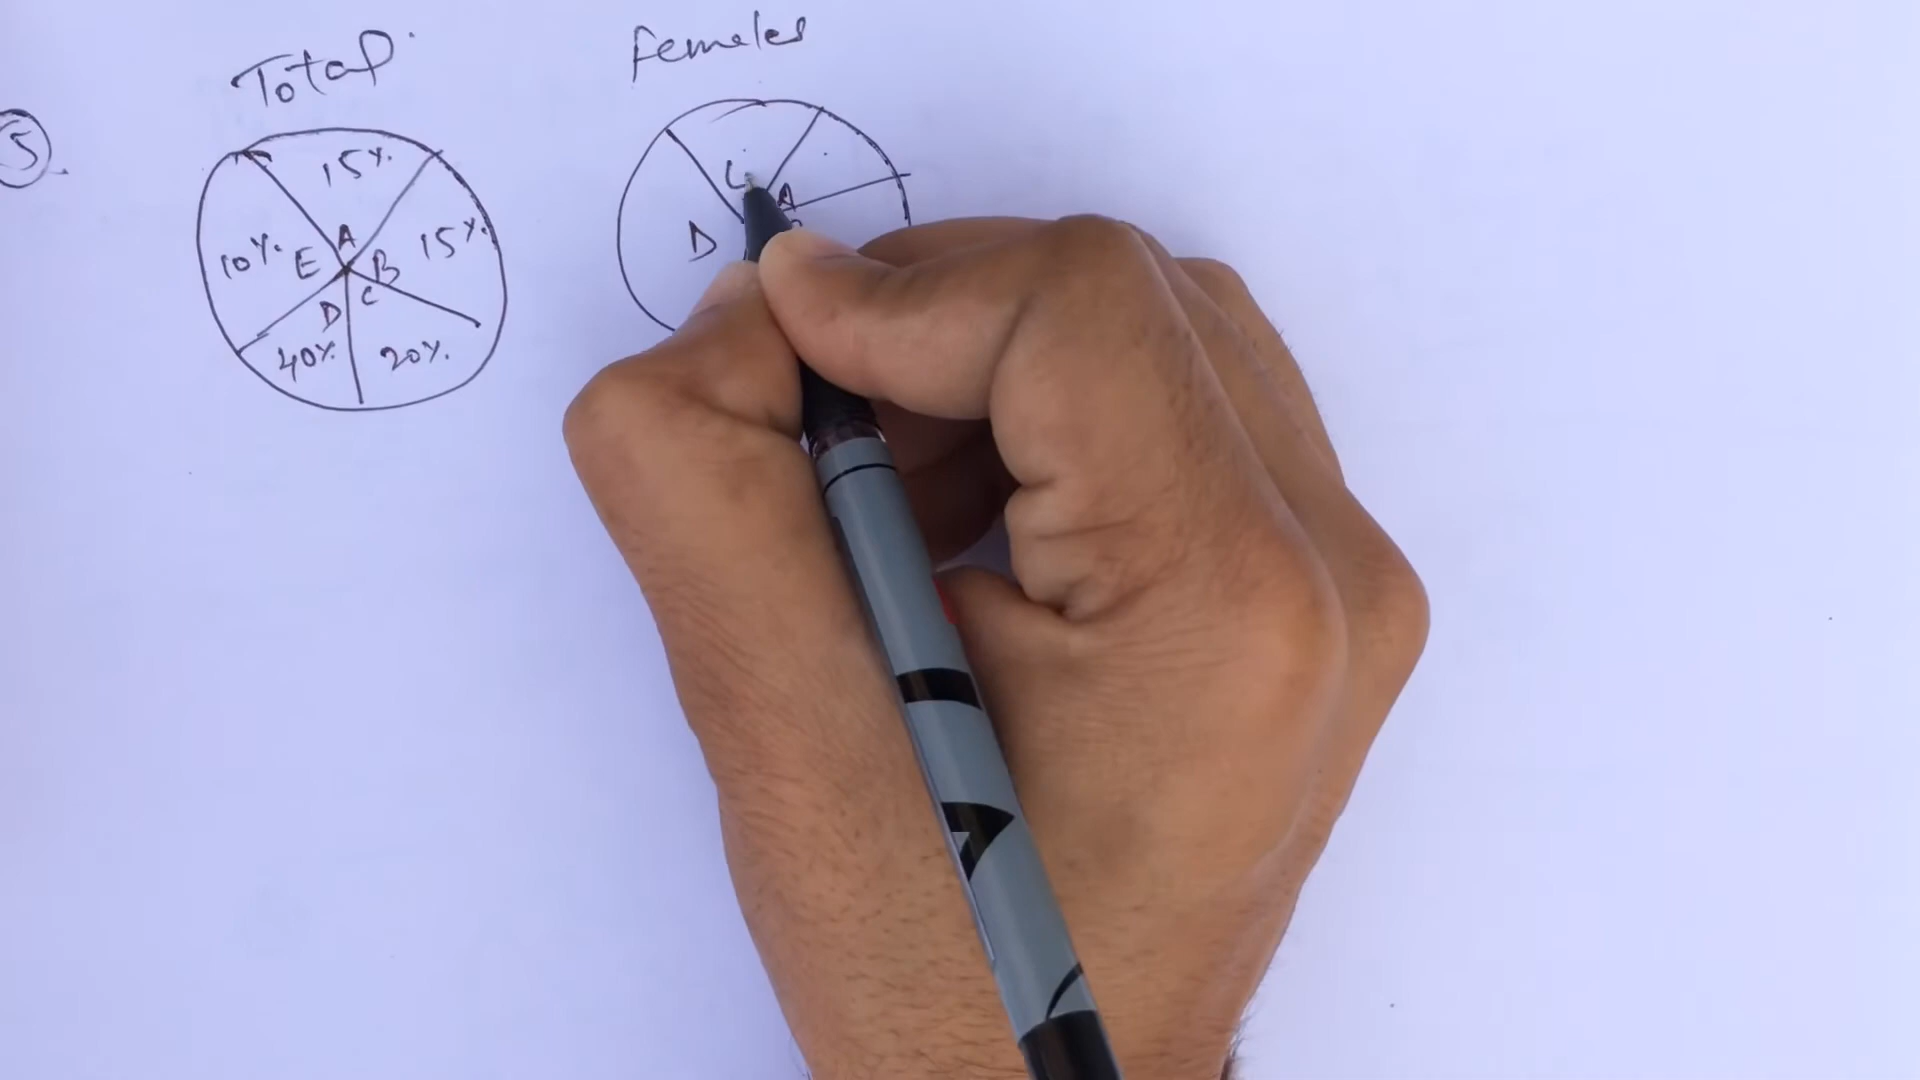 Total
Females
5.
15%.
10%. E A B 15%.
D C
40%. 20%.
A
D